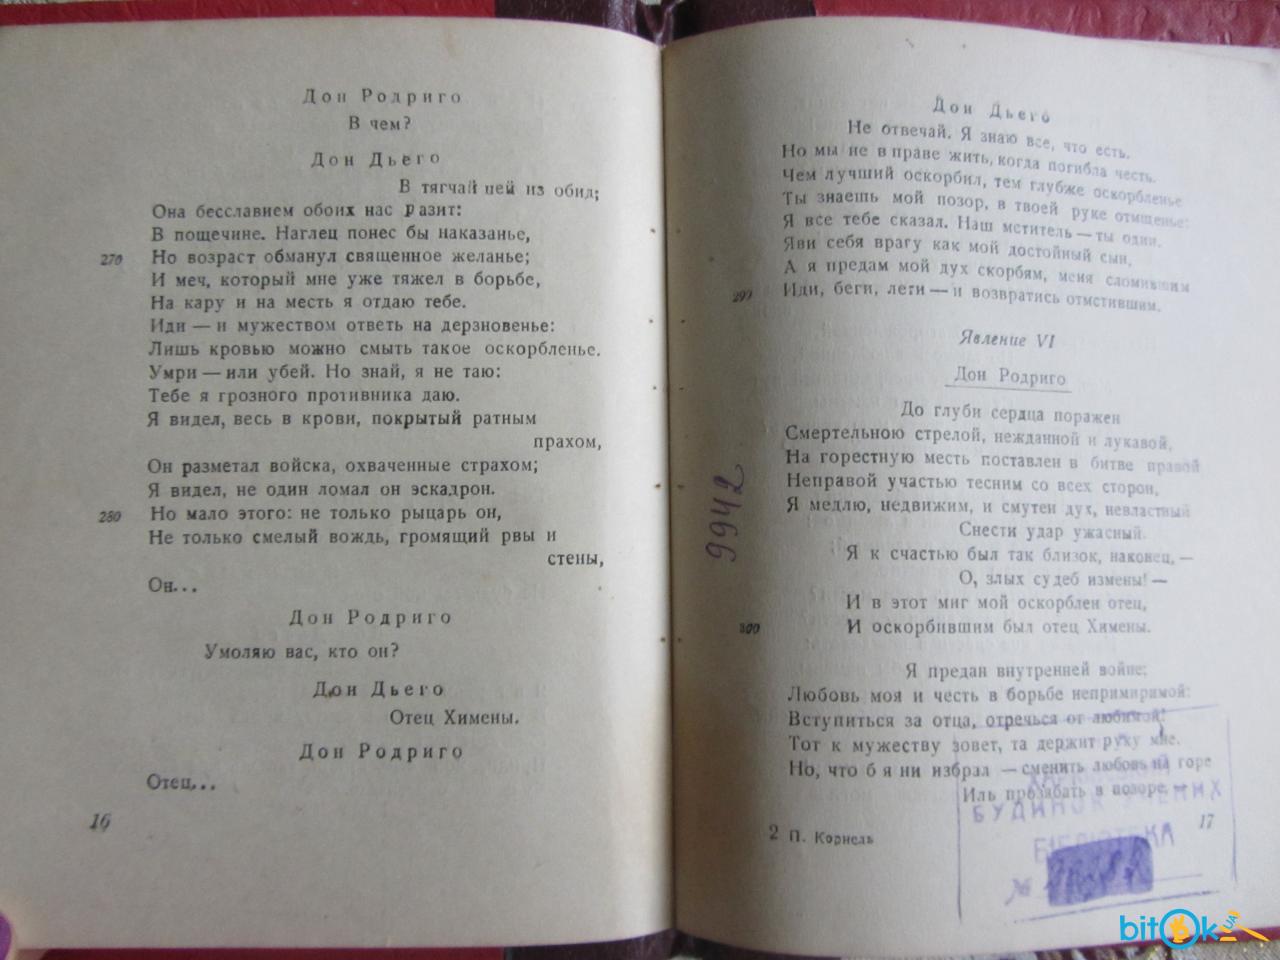 Дон Родриго
В чем?
Дон Дьего
В тягчайшей из обид;
Она бесславием обоих нас разит:
В пощечине. Наглец понес бы наказанье,
270 Но возраст обманул священное желанье;
И меч, который мне уже тяжел в борьбе,
На кару и на месть я отдаю тебе.
Иди — и мужеством ответь на дерзновенье:
Лишь кровью можно смыть такое оскорбленье.
Умри — или убей. Но знай, я не таю:
Тебе я грозного противника даю.
Я видел, весь в крови, покрытый ратным
прахом,
Он разметал войска, охваченные страхом;
Я видел, не один ломал он эскадрон.
280 Но мало этого: не только рыцарь он,
Не только смелый вождь, громящий рвы и
стены,
Он...
Дон Родриго
Умоляю вас, кто он?
Дон Дьего
Отец Химены.
Дон Родриго
Отец...
16
Дон Дьего
Не отвечай. Я знаю все, что есть.
Но мы не в праве жить, когда погибла честь.
Чем лучший оскорбил, тем глубже оскорбленье
Ты знаешь мой позор, в твоей руке отмщенье:
Я все тебе сказал. Наш мститель — ты один.
Яви себя врагу как мой достойный сын,
А я предам мой дух скорбям, меня сломившим
290 Иди, беги, лети — и возвратись отмстившим.
Явление VI
Дон Родриго
До глуби сердца поражен
Смертельною стрелой, нежданной и лукавой,
На горестную месть поставлен в битве правой
Неправой участью тесним со всех сторон,
Я медлю, недвижим, и смутен дух, невластный
Снести удар ужасный.
Я к счастью был так близок, наконец, —
О, злых судеб измены! —
И в этот миг мой оскорблен отец,
300 И оскорбившим был отец Химены.
Я предан внутренней войне;
Любовь моя и честь в борьбе непримиримой:
Вступиться за отца, отречься от любимой!
Тот к мужеству зовет, та держит руку мне.
Но, что б я ни избрал — сменить любовь на горе
Иль прозябать в позоре, —
2 П. Корнель
17
9942
ХАРКІВСЬКИЙ
БУДИНОК УЧЕНИХ
БІБЛІОТЕКА
№
bitok.ua